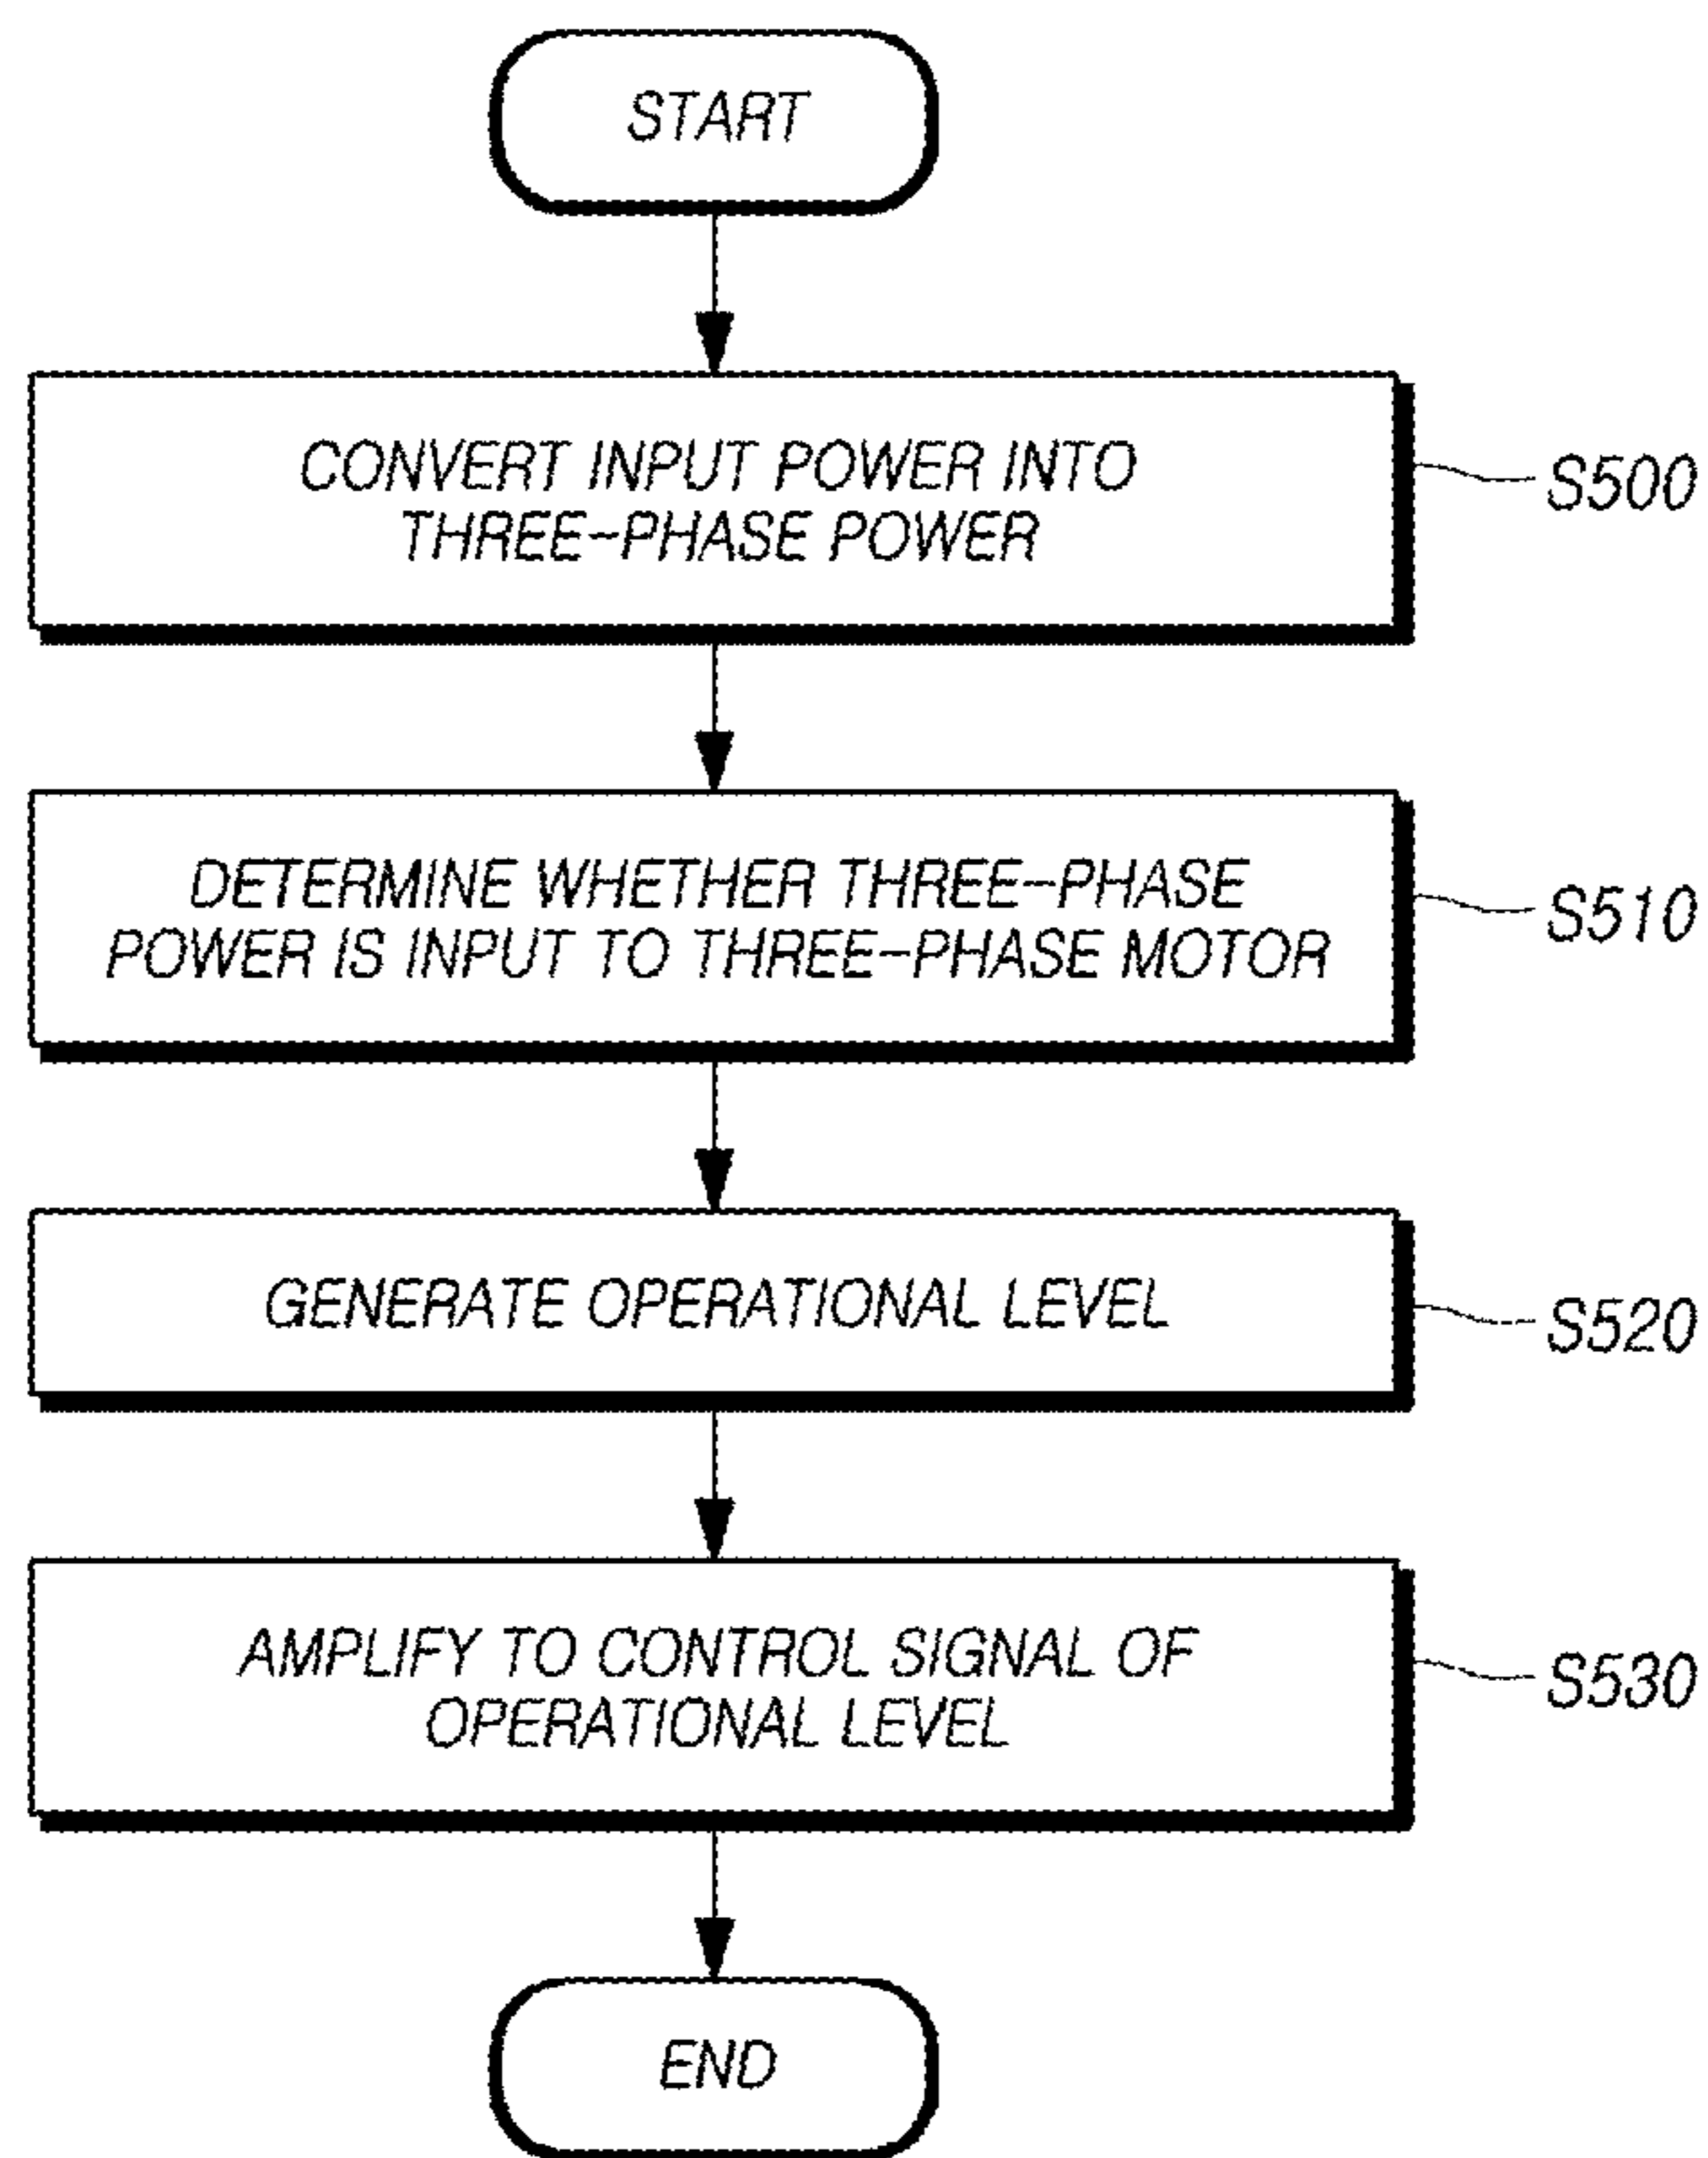 START
CONVERT INPUT POWER INTO
THREE-PHASE POWER
S500
DETERMINE WHETHER THREE-PHASE
POWER IS INPUT TO THREE-PHASE MOTOR
S510
GENERATE OPERATIONAL LEVEL
S520
AMPLIFY TO CONTROL SIGNAL OF
OPERATIONAL LEVEL
S530
END